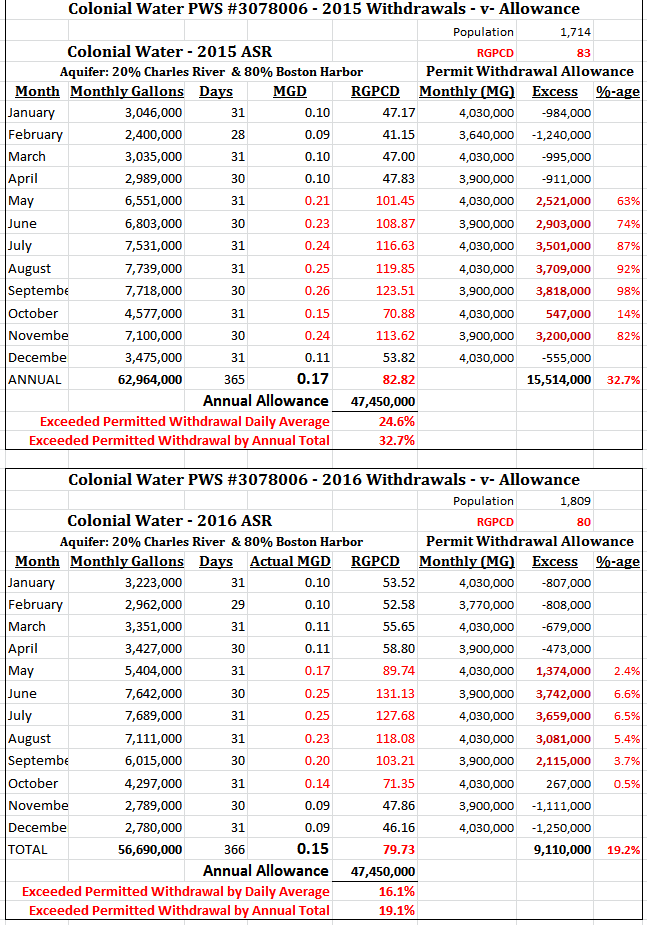 Colonial Water PWS #3078006 - 2015 Withdrawals - v- Allowance
Population 1,714
Colonial Water - 2015 ASR RGPCD 83
Aquifer: 20% Charles River & 80% Boston Harbor Permit Withdrawal Allowance
Month Monthly Gallons Days MGD RGPCD Monthly (MG) Excess %-age
January 3,046,000 31 0.10 47.17 4,030,000 -984,000
February 2,400,000 28 0.09 41.15 3,640,000 -1,240,000
March 3,035,000 31 0.10 47.00 4,030,000 -995,000
April 2,989,000 30 0.10 47.83 3,900,000 -911,000
May 6,551,000 31 0.21 101.45 4,030,000 2,521,000 63%
June 6,803,000 30 0.23 108.87 3,900,000 2,903,000 74%
July 7,531,000 31 0.24 116.63 4,030,000 3,501,000 87%
August 7,739,000 31 0.25 119.85 4,030,000 3,709,000 92%
Septembe 7,718,000 30 0.26 123.51 3,900,000 3,818,000 98%
October 4,577,000 31 0.15 70.88 4,030,000 547,000 14%
Novembe 7,100,000 30 0.24 113.62 3,900,000 3,200,000 82%
Decembe 3,475,000 31 0.11 53.82 4,030,000 -555,000
ANNUAL 62,964,000 365 0.17 82.82 15,514,000 32.7%
Annual Allowance 47,450,000
Exceeded Permitted Withdrawal Daily Average 24.6%
Exceeded Permitted Withdrawal by Annual Total 32.7%
Colonial Water PWS #3078006 - 2016 Withdrawals - v- Allowance
Population 1,809
Colonial Water - 2016 ASR RGPCD 80
Aquifer: 20% Charles River & 80% Boston Harbor Permit Withdrawal Allowance
Month Monthly Gallons Days Actual MGD RGPCD Monthly (MG) Excess %-age
January 3,223,000 31 0.10 53.52 4,030,000 -807,000
February 2,962,000 29 0.10 52.58 3,770,000 -808,000
March 3,351,000 31 0.11 55.65 4,030,000 -679,000
April 3,427,000 30 0.11 58.80 3,900,000 -473,000
May 5,404,000 31 0.17 89.74 4,030,000 1,374,000 2.4%
June 7,642,000 30 0.25 131.13 3,900,000 3,742,000 6.6%
July 7,689,000 31 0.25 127.68 4,030,000 3,659,000 6.5%
August 7,111,000 31 0.23 118.08 4,030,000 3,081,000 5.4%
Septembe 6,015,000 30 0.20 103.21 3,900,000 2,115,000 3.7%
October 4,297,000 31 0.14 71.35 4,030,000 267,000 0.5%
Novembe 2,789,000 30 0.09 47.86 3,900,000 -1,111,000
Decembe 2,780,000 31 0.09 46.16 4,030,000 -1,250,000
TOTAL 56,690,000 366 0.15 79.73 9,110,000 19.2%
Annual Allowance 47,450,000
Exceeded Permitted Withdrawal by Daily Average 16.1%
Exceeded Permitted Withdrawal by Annual Total 19.1%